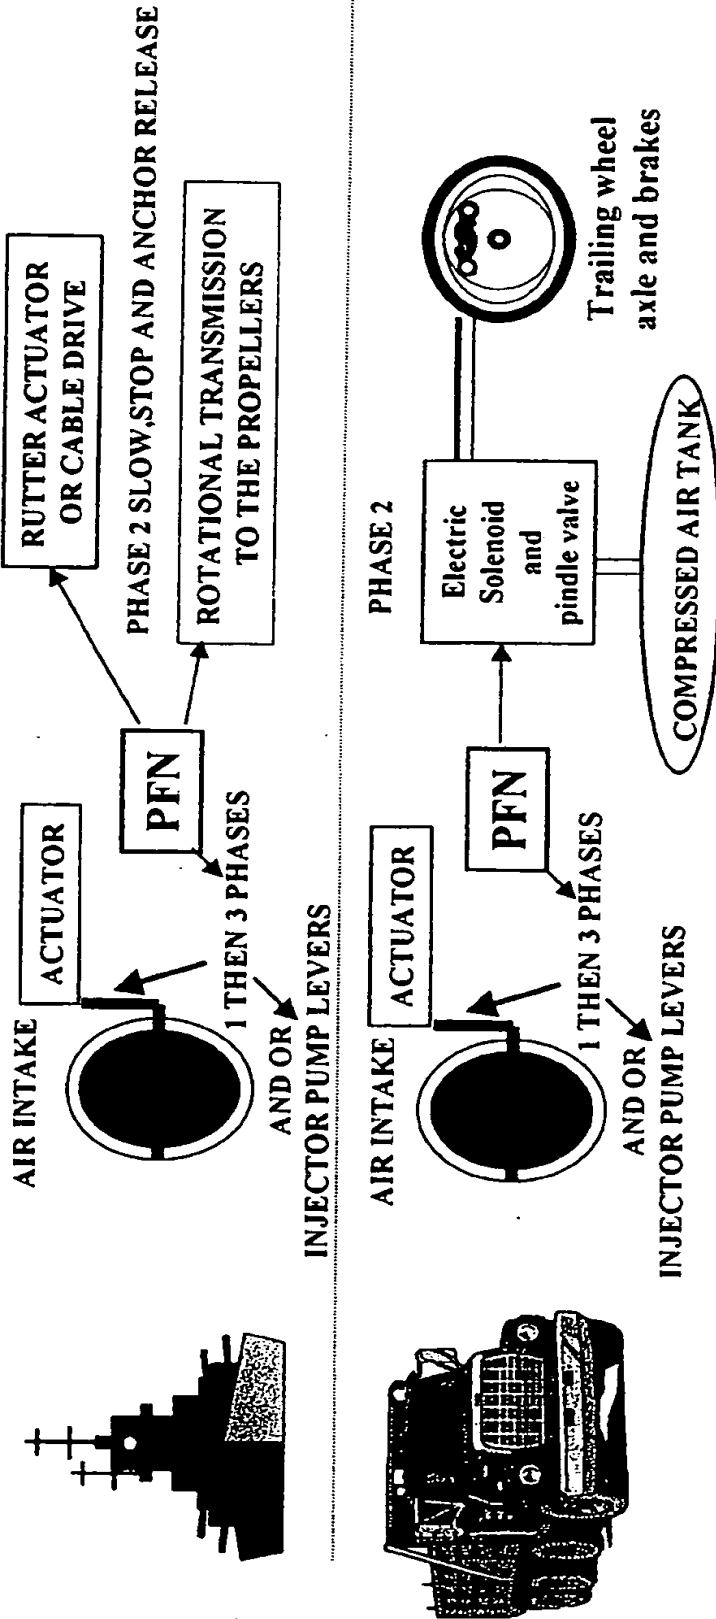 AIR INTAKE
ACTUATOR
PFN
RUTTER ACTUATOR
OR CABLE DRIVE
PHASE 2 SLOW,STOP AND ANCHOR RELEASE
ROTATIONAL TRANSMISSION
TO THE PROPELLERS
1 THEN 3 PHASES
AND OR
INJECTOR PUMP LEVERS
AIR INTAKE
ACTUATOR
PFN
PHASE 2
Electric
Solenoid
and
pindle valve
Trailing wheel
axle and brakes
1 THEN 3 PHASES
AND OR
INJECTOR PUMP LEVERS
COMPRESSED AIR TANK